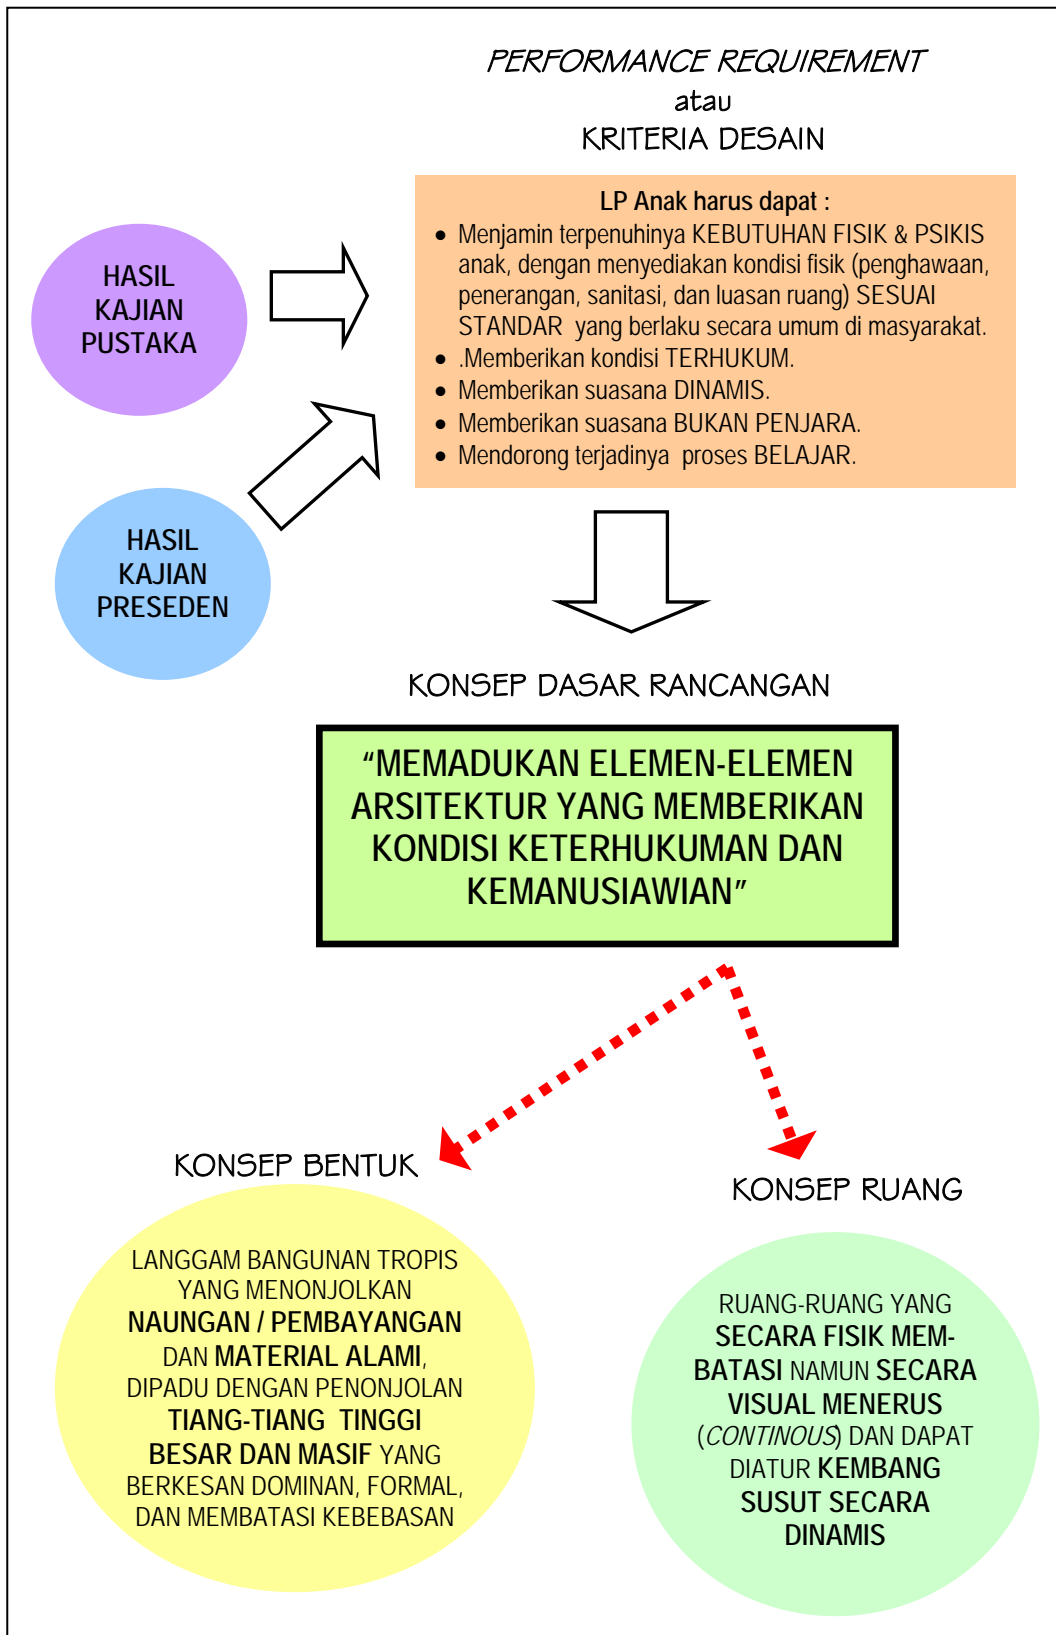 PERFORMANCE REQUIREMENT
atau
KRITERIA DESAIN
LP Anak harus dapat :
• Menjamin terpenuhinya KEBUTUHAN FISIK & PSIKIS
anak, dengan menyediakan kondisi fisik (penghawaan,
penerangan, sanitasi, dan luasan ruang) SESUAI
STANDAR yang berlaku secara umum di masyarakat.
• .Memberikan kondisi TERHUKUM.
• Memberikan suasana DINAMIS.
• Memberikan suasana BUKAN PENJARA.
• Mendorong terjadinya proses BELAJAR.
HASIL
KAJIAN
PUSTAKA
HASIL
KAJIAN
PRESEDEN
KONSEP DASAR RANCANGAN
“MEMADUKAN ELEMEN-ELEMEN
ARSITEKTUR YANG MEMBERIKAN
KONDISI KETERHUKUMAN DAN
KEMANUSIAWIAN”
KONSEP BENTUK
LANGGAM BANGUNAN TROPIS
YANG MENONJOLKAN
NAUNGAN / PEMBAYANGAN
DAN MATERIAL ALAMI,
DIPADU DENGAN PENONJOLAN
TIANG-TIANG TINGGI
BESAR DAN MASIF YANG
BERKESAN DOMINAN, FORMAL,
DAN MEMBATASI KEBEBASAN
KONSEP RUANG
RUANG-RUANG YANG
SECARA FISIK MEM-
BATASI NAMUN SECARA
VISUAL MENERUS
(CONTINOUS) DAN DAPAT
DIATUR KEMBANG
SUSUT SECARA
DINAMIS